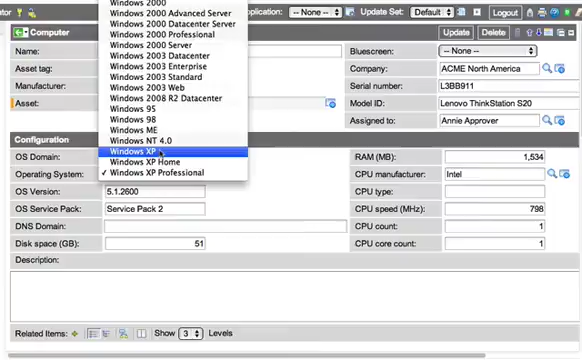 ator
Windows 2000
Windows 2000 Advanced Server
Windows 2000 Datacenter Server
Windows 2000 Professional
Windows 2000 Server
Windows 2003 Datacenter
Windows 2003 Enterprise
Windows 2003 Standard
Windows 2003 Web
Windows 2008 R2 Datacenter
Windows 95
Windows 98
Windows ME
Windows NT 4.0
Windows XP
Windows XP Home
✓ Windows XP Professional
plication: -- None -- Update Set: Default Logout
Computer Update Delete
Name:
Asset tag:
Manufacturer:
Asset:
Bluescreen: -- None --
Company: ACME North America
Serial number: L3BB911
Model ID: Lenovo ThinkStation S20
Assigned to: Annie Approver
Configuration
OS Domain:
Operating System:
OS Version: 5.1.2600
OS Service Pack: Service Pack 2
DNS Domain:
Disk space (GB): 51
RAM (MB): 1,534
CPU manufacturer: Intel
CPU type:
CPU speed (MHz): 798
CPU count: 1
CPU core count: 1
Description:
Related Items: Show 3 Levels